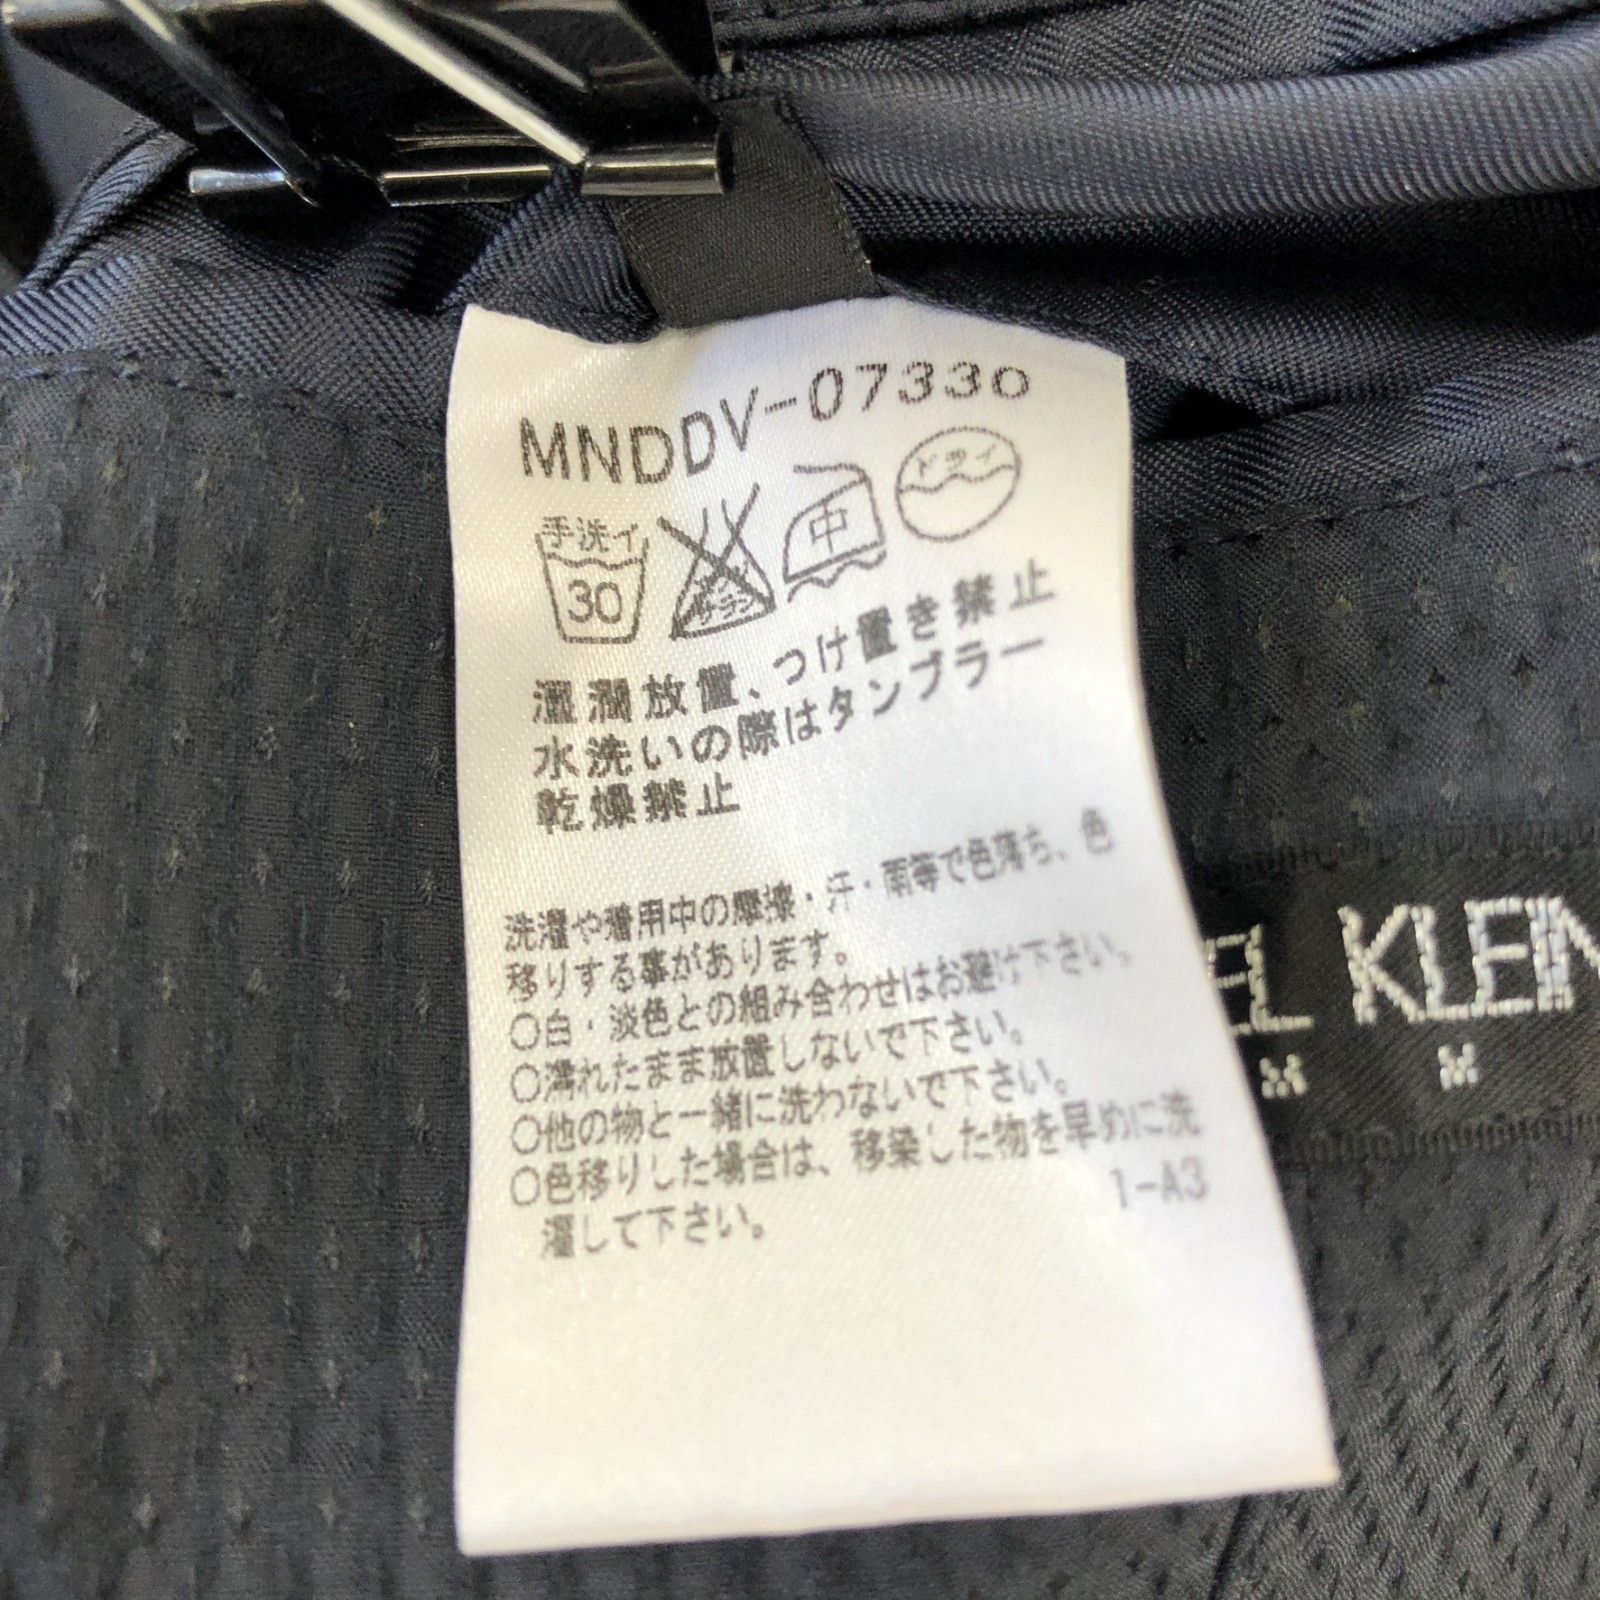 MNDDV-07330
手洗イ 30 サラシ 中 ドライ
湿潤放置、つけ置き禁止
水洗いの際はタンブラー
乾燥禁止
洗濯や着用中の摩擦・汗・雨等で色落ち、色
移りする事があります。
○白・淡色との組み合わせはお避け下さい。
○濡れたまま放置しないで下さい。
○他の物と一緒に洗わないで下さい。
○色移りした場合は、移染した物を早めに洗
濯して下さい。
1-A3
EL KLEIN